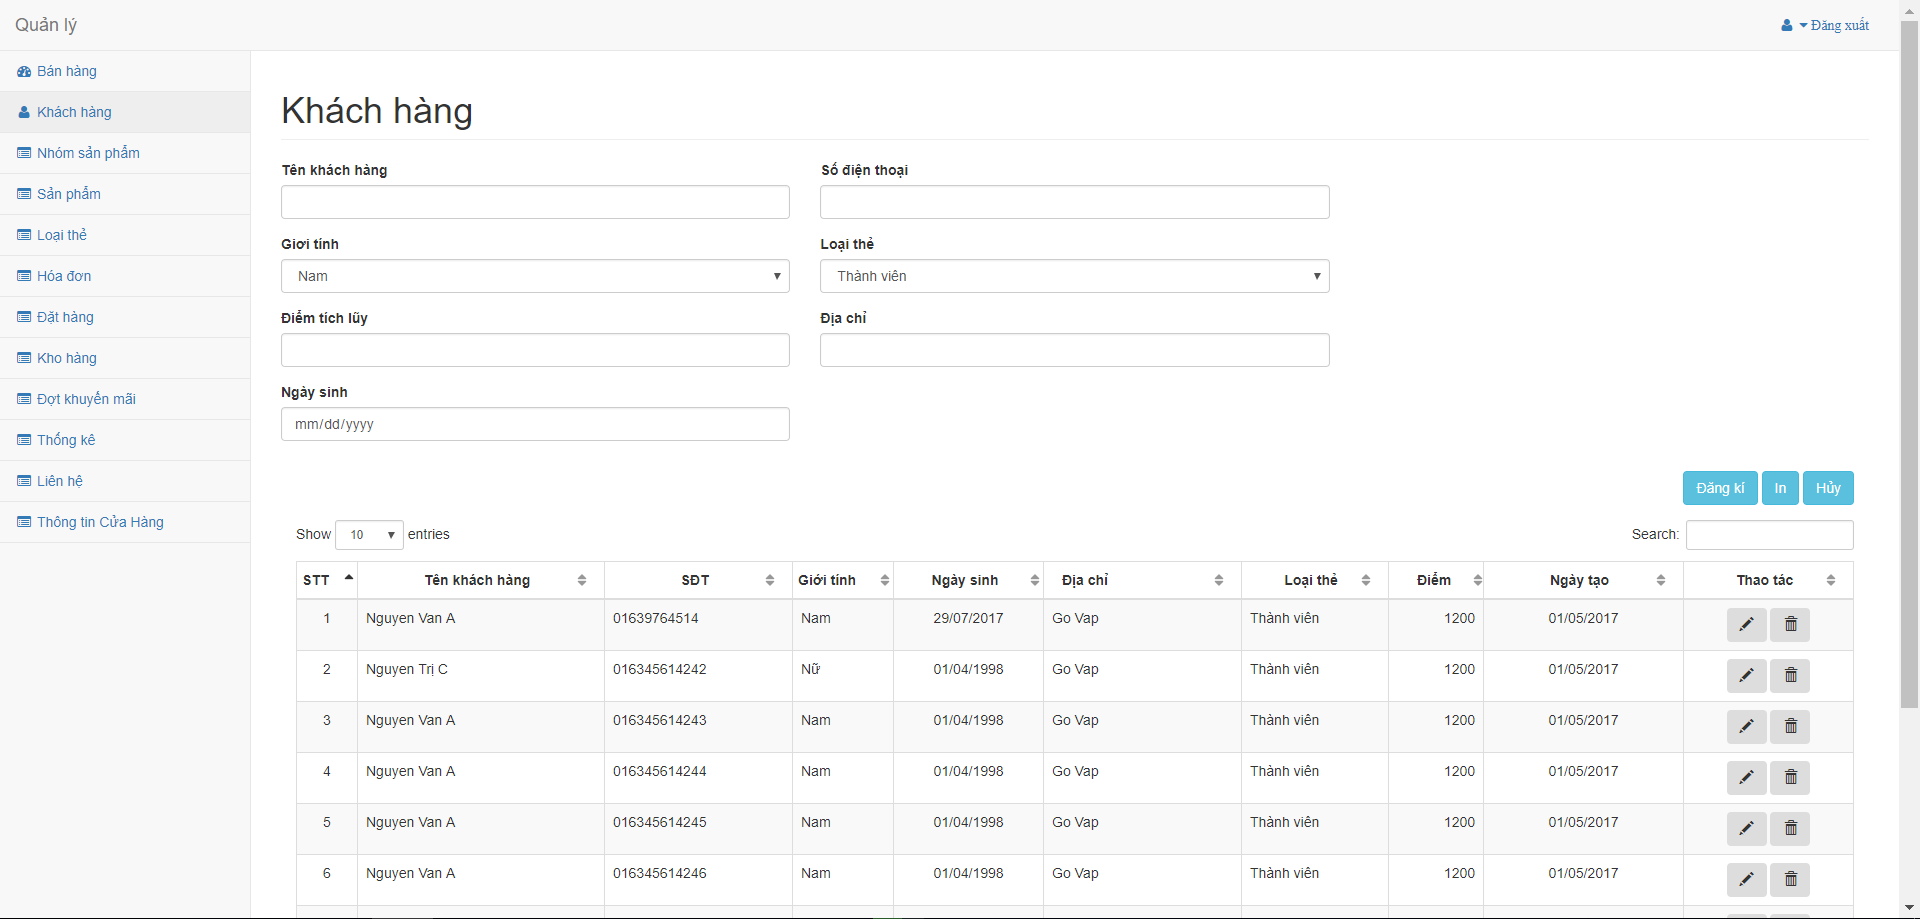 Quản lý
Đăng xuất
Bán hàng
Khách hàng
Nhóm sản phẩm
Sản phẩm
Loại thẻ
Hóa đơn
Đặt hàng
Kho hàng
Đợt khuyến mãi
Thống kê
Liên hệ
Thông tin Cửa Hàng
Khách hàng
Tên khách hàng Số điện thoại
Giơi tính Loại thẻ
Nam Thành viên
Điểm tích lũy Địa chỉ
Ngày sinh
mm/dd/yyyy
Đăng kí In Hủy
Show 10 entries Search:
STT Tên khách hàng SĐT Giới tính Ngày sinh Địa chỉ Loại thẻ Điểm Ngày tạo Thao tác
1 Nguyen Van A 01639764514 Nam 29/07/2017 Go Vap Thành viên 1200 01/05/2017
2 Nguyen Trị C 016345614242 Nữ 01/04/1998 Go Vap Thành viên 1200 01/05/2017
3 Nguyen Van A 016345614243 Nam 01/04/1998 Go Vap Thành viên 1200 01/05/2017
4 Nguyen Van A 016345614244 Nam 01/04/1998 Go Vap Thành viên 1200 01/05/2017
5 Nguyen Van A 016345614245 Nam 01/04/1998 Go Vap Thành viên 1200 01/05/2017
6 Nguyen Van A 016345614246 Nam 01/04/1998 Go Vap Thành viên 1200 01/05/2017